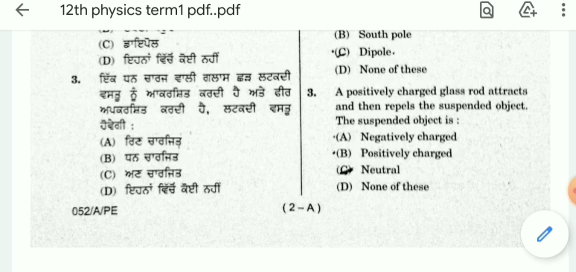 12th physics term1 pdf..pdf
(C) ਡਾਇਪੋਲ
(D) ਇਹਨਾਂ ਵਿੱਚੋਂ ਕੋਈ ਨਹੀਂ
3. ਇੱਕ ਧਨ ਚਾਰਜ ਵਾਲੀ ਗਲਾਸ ਛੜ ਲਟਕਦੀ
ਵਸਤੂ ਨੂੰ ਆਕਰਸ਼ਿਤ ਕਰਦੀ ਹੈ ਅਤੇ ਫੀਰ
ਅਪਕਰਸ਼ਿਤ ਕਰਦੀ ਹੈ, ਲਟਕਦੀ ਵਸਤੂ
ਹੋਵੇਗੀ :
(A) ਰਿਣ ਚਾਰਜਿਤ
(B) ਧਨ ਚਾਰਜਿਤ
(C) ਅਣ ਚਾਰਜਿਤ
(D) ਇਹਨਾਂ ਵਿੱਚੋਂ ਕੋਈ ਨਹੀਂ
(B) South pole
(C) Dipole.
(D) None of these
3. A positively charged glass rod attracts
and then repels the suspended object.
The suspended object is :
(A) Negatively charged
(B) Positively charged
(C) Neutral
(D) None of these
052/A/PE
(2-A)